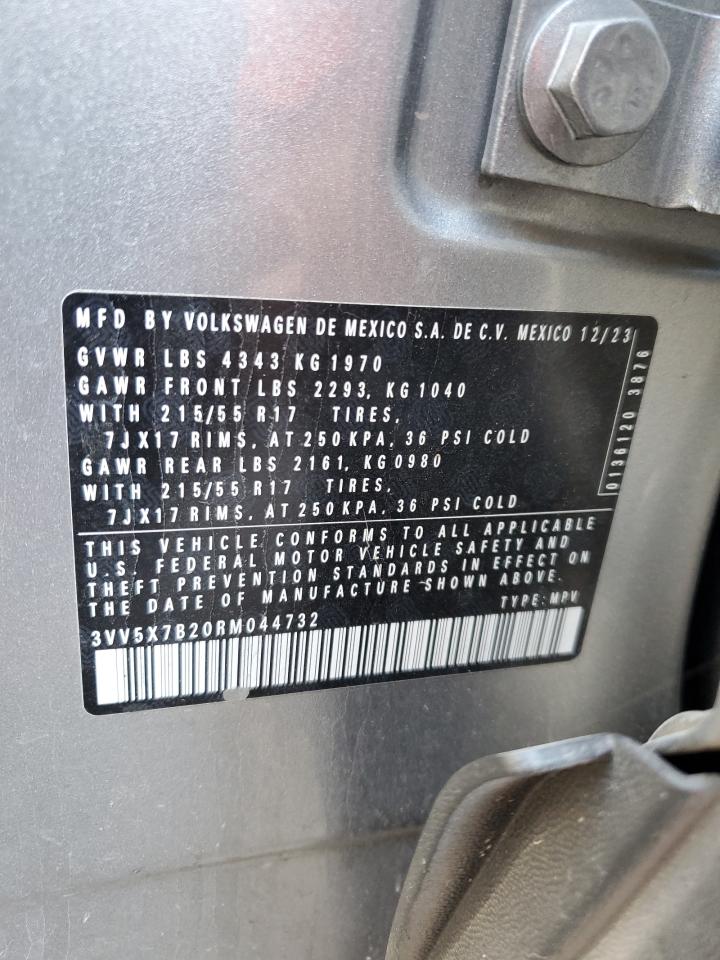 MFD BY VOLKSWAGEN DE MEXICO S.A. DE C.V. MEXICO 12/23
GVWR LBS 4343 KG 1970
GAWR FRONT LBS 2293, KG 1040
WITH 215/55 R17 TIRES,
7JX17 RIMS, AT 250 KPA, 36 PSI COLD
GAWR REAR LBS 2161, KG 0980
WITH 215/55 R17 TIRES,
7JX17 RIMS, AT 250 KPA, 36 PSI COLD
0136120 3876
THIS VEHICLE CONFORMS TO ALL APPLICABLE
U.S. FEDERAL MOTOR VEHICLE SAFETY AND
THEFT PREVENTION STANDARDS IN EFFECT ON
THE DATE OF MANUFACTURE SHOWN ABOVE.
TYPE: MPV
3VV5X7B20RM044732